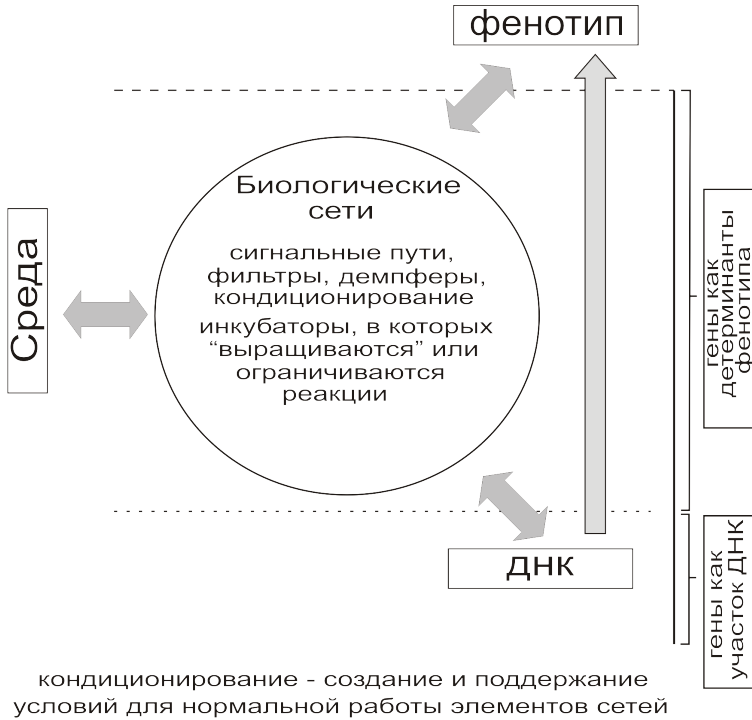 фенотип
Биологические
сети
сигнальные пути,
фильтры, демпферы,
кондиционирование
инкубаторы, в которых
“выращиваются” или
ограничиваются
реакции
Среда
гены как
детерминанты
фенотипа
ДНК
гены как
участок ДНК
кондиционирование - создание и поддержание
условий для нормальной работы элементов сетей